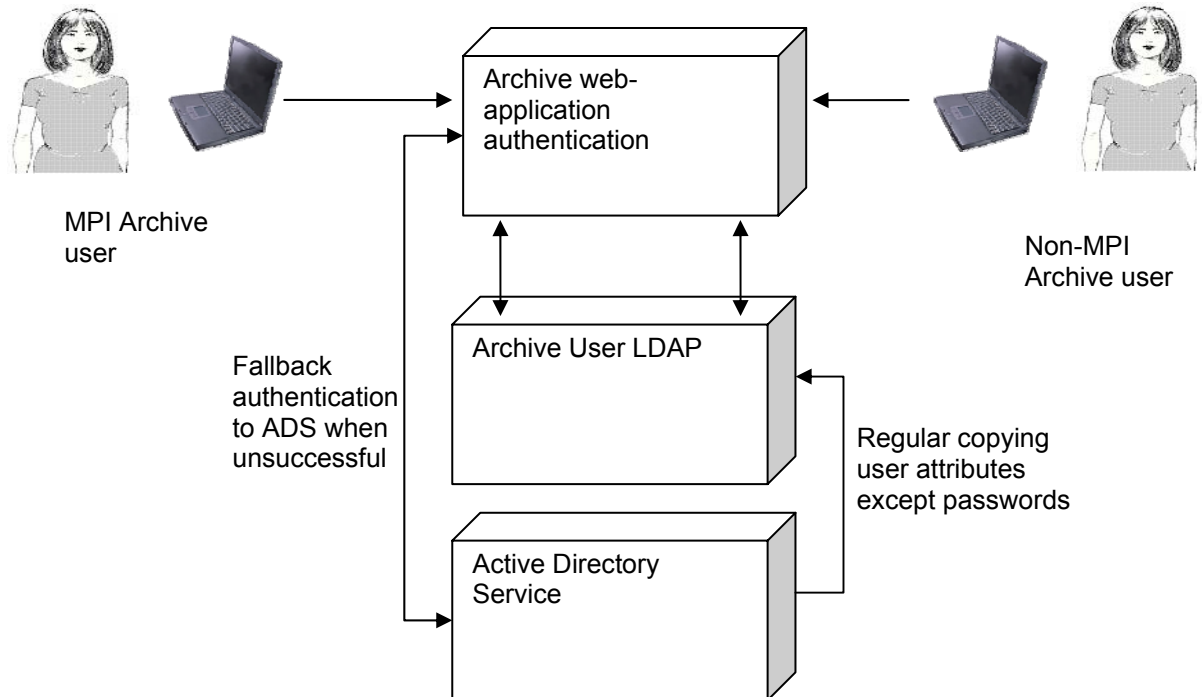 Archive web-
application
authentication
MPI Archive
user
Non-MPI
Archive user
Archive User LDAP
Fallback
authentication
to ADS when
unsuccessful
Regular copying
user attributes
except passwords
Active Directory
Service